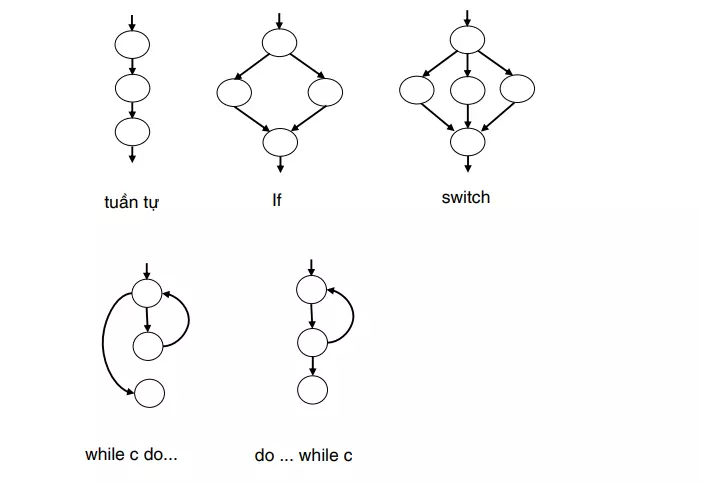 tuần tự
If
switch
while c do...
do ... while c